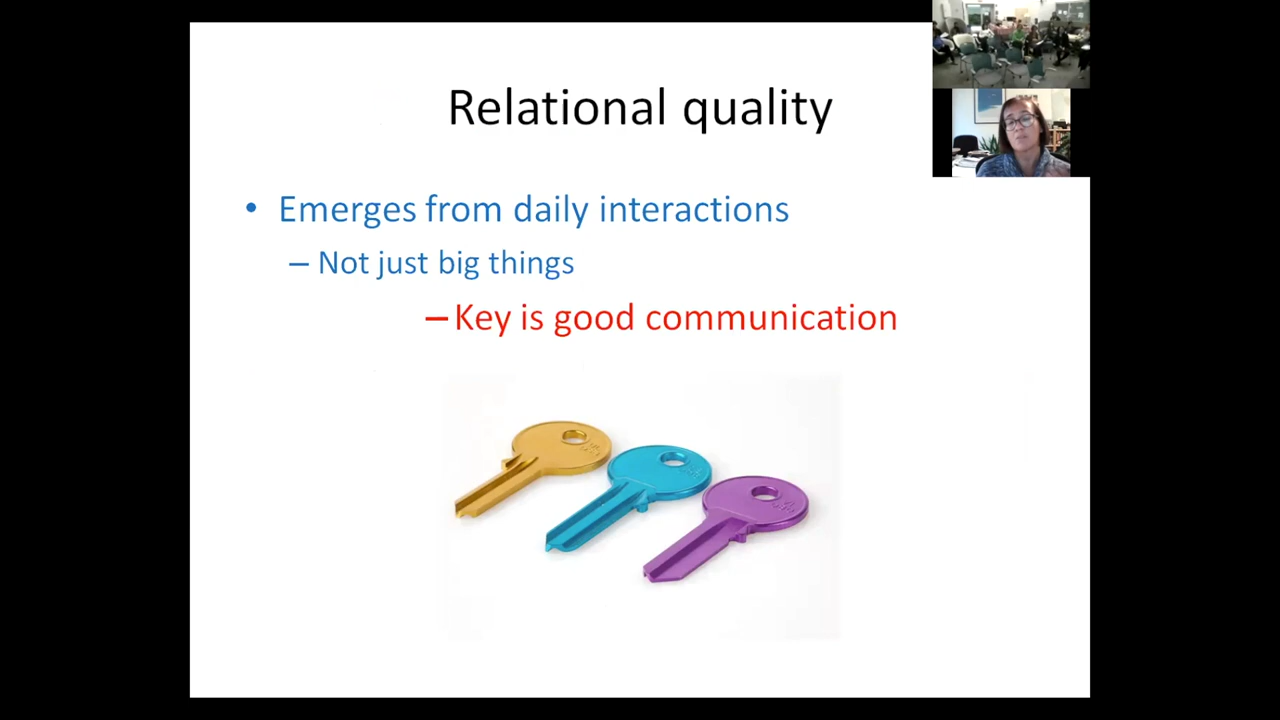 Relational quality
• Emerges from daily interactions
– Not just big things
– Key is good communication